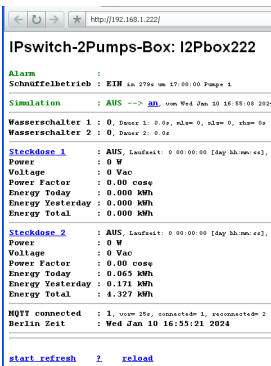 http://192.168.1.222/
IPswitch-2Pumps-Box: I2Pbox222
Alarm :
Schnüffelbetrieb : EIN in 279s um 17:00:00 Pumpe 1
Simulation : AUS --> an, vom Wed Jan 10 16:55:08 2024
Wasserschalter 1 : 0, Dauer 1: 0.0s, mls= 0, nls= 0, rhs= 0s
Wasserschalter 2 : 0, Dauer 2: 0.0s
Steckdose 1 : AUS, Laufzeit: 0 00:00:00 [day hh:mm:ss],
Power : 0 W
Voltage : 0 Vac
Power Factor : 0.00 cosφ
Energy Today : 0.000 kWh
Energy Yesterday : 0.000 kWh
Energy Total : 0.000 kWh
Steckdose 2 : AUS, Laufzeit: 0 00:00:00 [day hh:mm:ss],
Power : 0 W
Voltage : 0 Vac
Power Factor : 0.00 cosφ
Energy Today : 0.065 kWh
Energy Yesterday : 0.171 kWh
Energy Total : 4.327 kWh
MQTT connected : 1, vor= 25s, connected= 1, reconnected= 2
Berlin Zeit : Wed Jan 10 16:55:21 2024
start refresh ? reload